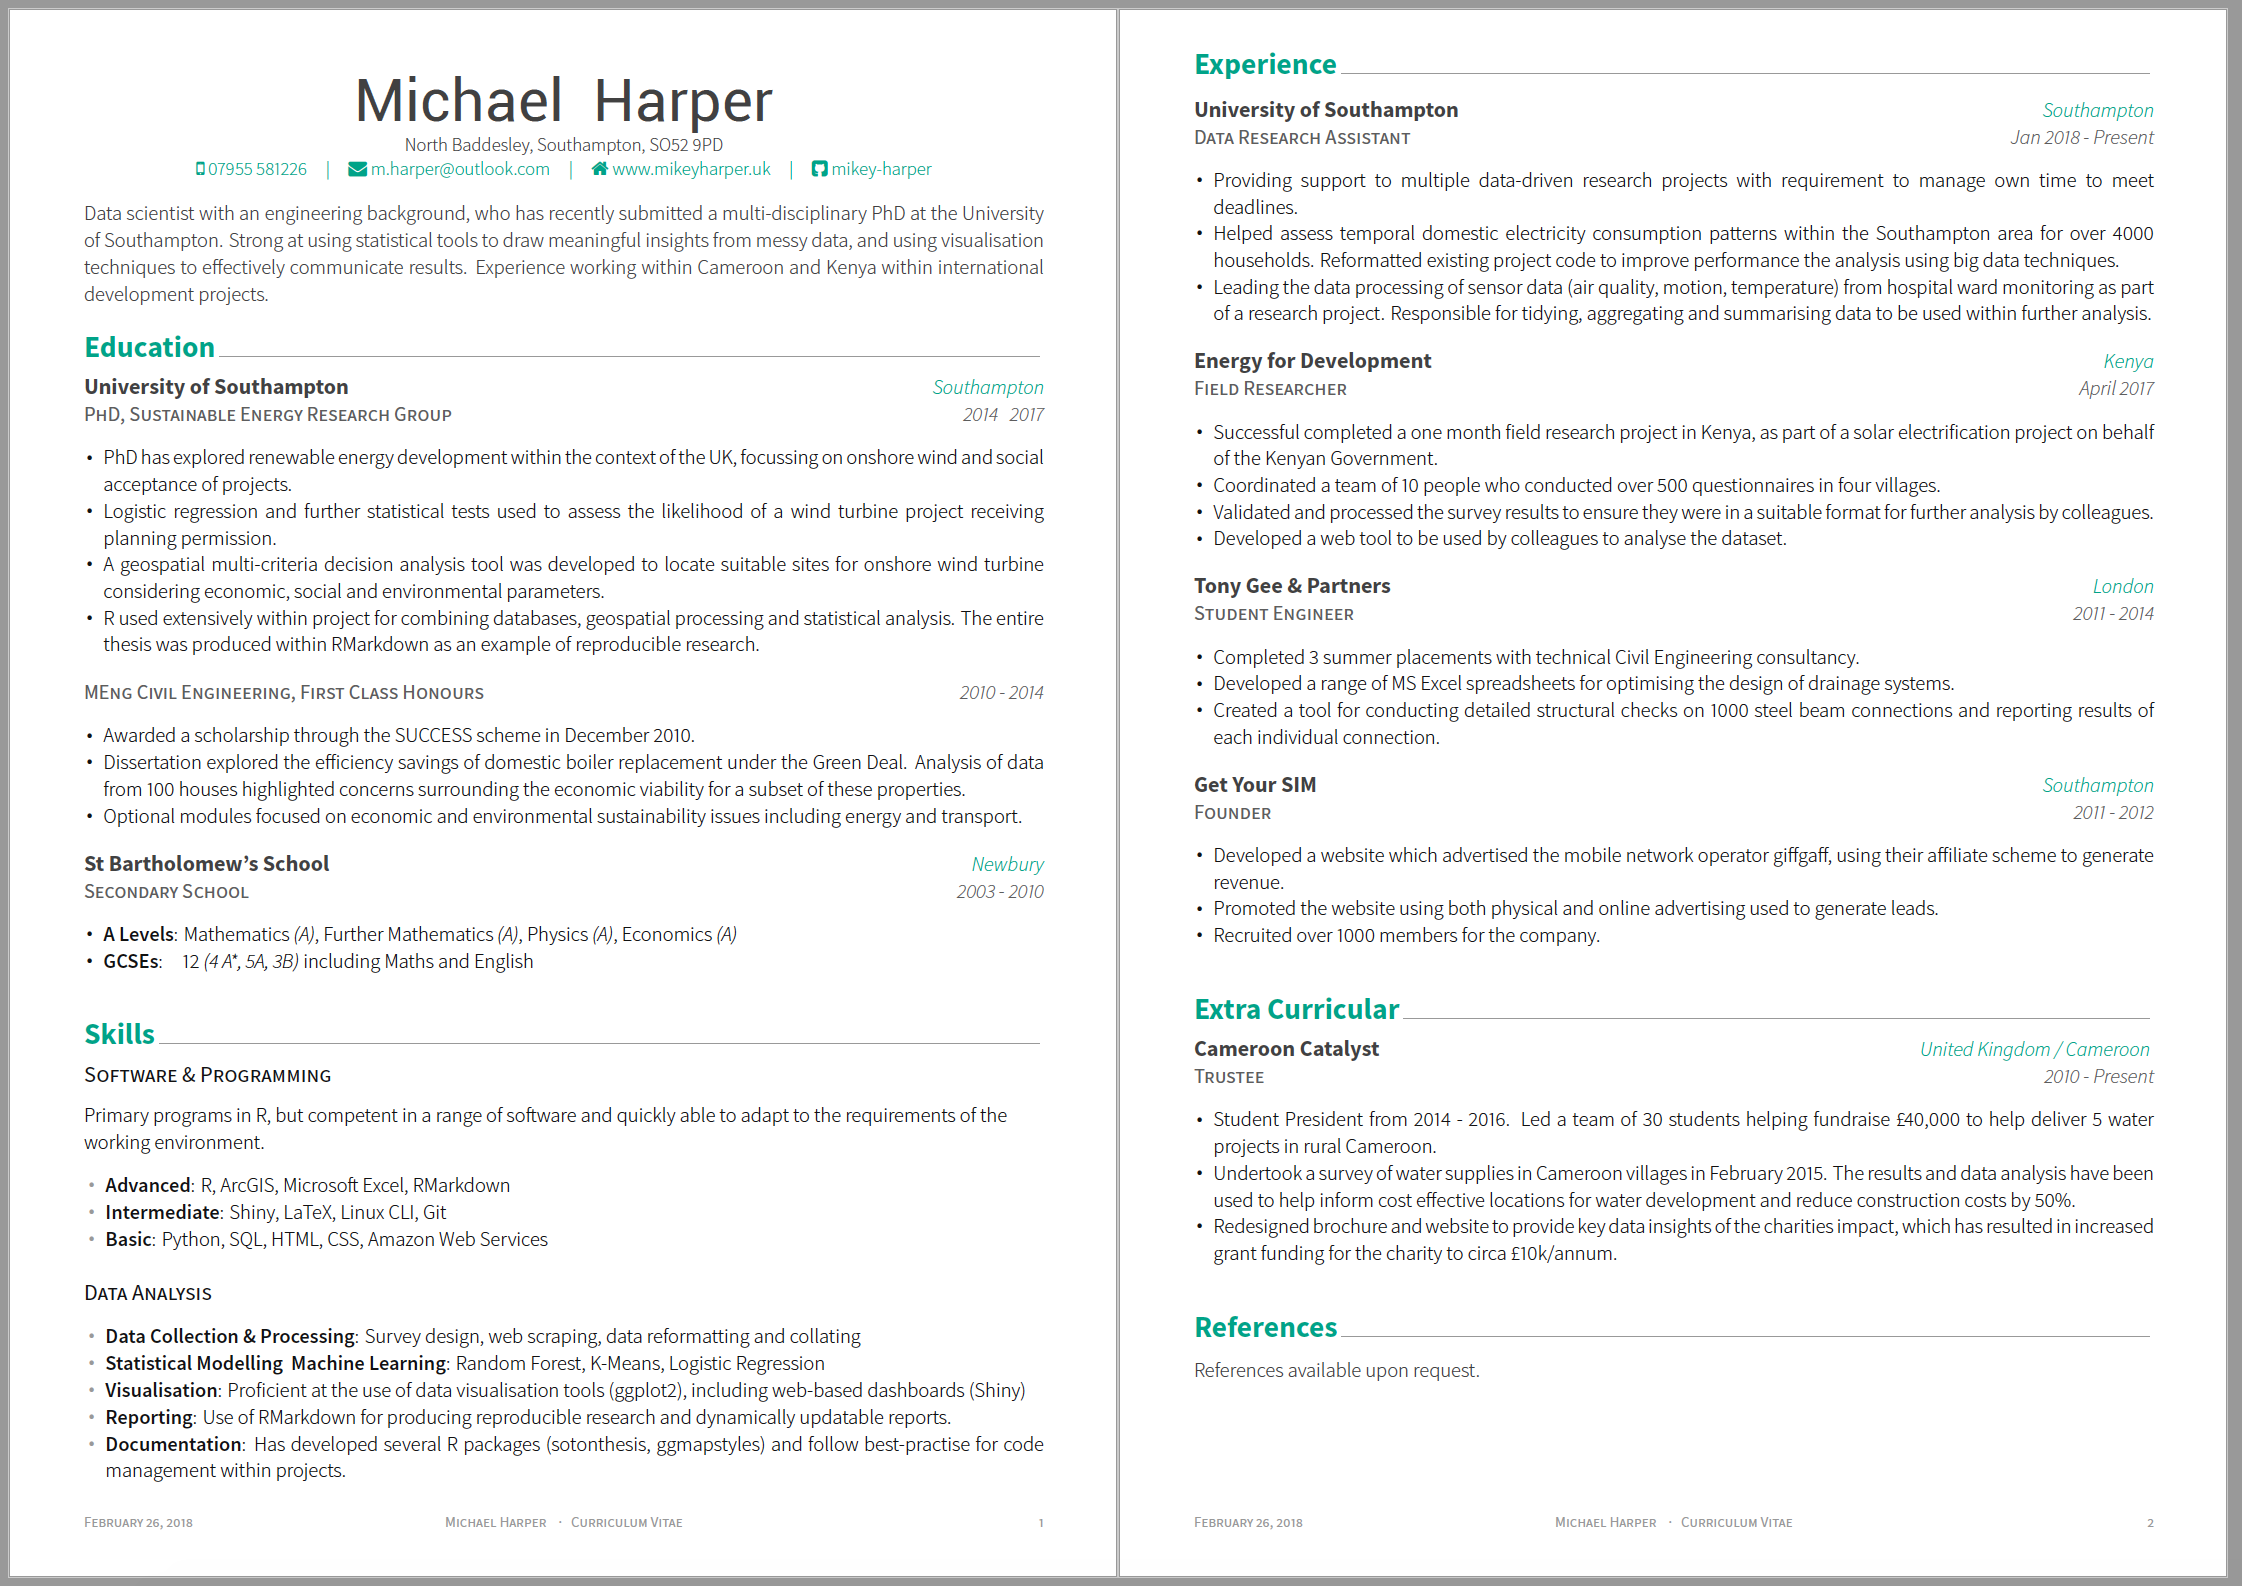 Michael Harper
North Baddesley, Southampton, SO52 9PD
07955 581226 | m.harper@outlook.com | www.mikeyharper.uk | mikey-harper
Data scientist with an engineering background, who has recently submitted a multi-disciplinary PhD at the University
of Southampton. Strong at using statistical tools to draw meaningful insights from messy data, and using visualisation
techniques to effectively communicate results. Experience working within Cameroon and Kenya within international
development projects.
Education
University of Southampton Southampton
PhD, Sustainable Energy Research Group 2014 2017
• PhD has explored renewable energy development within the context of the UK, focussing on onshore wind and social
acceptance of projects.
• Logistic regression and further statistical tests used to assess the likelihood of a wind turbine project receiving
planning permission.
• A geospatial multi-criteria decision analysis tool was developed to locate suitable sites for onshore wind turbine
considering economic, social and environmental parameters.
• R used extensively within project for combining databases, geospatial processing and statistical analysis. The entire
thesis was produced within RMarkdown as an example of reproducible research.
MEng Civil Engineering, First Class Honours 2010 - 2014
• Awarded a scholarship through the SUCCESS scheme in December 2010.
• Dissertation explored the efficiency savings of domestic boiler replacement under the Green Deal. Analysis of data
from 100 houses highlighted concerns surrounding the economic viability for a subset of these properties.
• Optional modules focused on economic and environmental sustainability issues including energy and transport.
St Bartholomew's School Newbury
Secondary School 2003 - 2010
• A Levels: Mathematics (A), Further Mathematics (A), Physics (A), Economics (A)
• GCSEs: 12 (4 A*, 5A, 3B) including Maths and English
Skills
Software & Programming
Primary programs in R, but competent in a range of software and quickly able to adapt to the requirements of the
working environment.
• Advanced: R, ArcGIS, Microsoft Excel, RMarkdown
• Intermediate: Shiny, LaTeX, Linux CLI, Git
• Basic: Python, SQL, HTML, CSS, Amazon Web Services
Data Analysis
• Data Collection & Processing: Survey design, web scraping, data reformatting and collating
• Statistical Modelling Machine Learning: Random Forest, K-Means, Logistic Regression
• Visualisation: Proficient at the use of data visualisation tools (ggplot2), including web-based dashboards (Shiny)
• Reporting: Use of RMarkdown for producing reproducible research and dynamically updatable reports.
• Documentation: Has developed several R packages (sotonthesis, ggmapstyles) and follow best-practise for code
management within projects.
February 26, 2018 Michael Harper · Curriculum Vitae 1
Experience
University of Southampton Southampton
Data Research Assistant Jan 2018 - Present
• Providing support to multiple data-driven research projects with requirement to manage own time to meet
deadlines.
• Helped assess temporal domestic electricity consumption patterns within the Southampton area for over 4000
households. Reformatted existing project code to improve performance the analysis using big data techniques.
• Leading the data processing of sensor data (air quality, motion, temperature) from hospital ward monitoring as part
of a research project. Responsible for tidying, aggregating and summarising data to be used within further analysis.
Energy for Development Kenya
Field Researcher April 2017
• Successful completed a one month field research project in Kenya, as part of a solar electrification project on behalf
of the Kenyan Government.
• Coordinated a team of 10 people who conducted over 500 questionnaires in four villages.
• Validated and processed the survey results to ensure they were in a suitable format for further analysis by colleagues.
• Developed a web tool to be used by colleagues to analyse the dataset.
Tony Gee & Partners London
Student Engineer 2011 - 2014
• Completed 3 summer placements with technical Civil Engineering consultancy.
• Developed a range of MS Excel spreadsheets for optimising the design of drainage systems.
• Created a tool for conducting detailed structural checks on 1000 steel beam connections and reporting results of
each individual connection.
Get Your SIM Southampton
Founder 2011 - 2012
• Developed a website which advertised the mobile network operator giffgaff, using their affiliate scheme to generate
revenue.
• Promoted the website using both physical and online advertising used to generate leads.
• Recruited over 1000 members for the company.
Extra Curricular
Cameroon Catalyst United Kingdom / Cameroon
Trustee 2010 - Present
• Student President from 2014 - 2016. Led a team of 30 students helping fundraise £40,000 to help deliver 5 water
projects in rural Cameroon.
• Undertook a survey of water supplies in Cameroon villages in February 2015. The results and data analysis have been
used to help inform cost effective locations for water development and reduce construction costs by 50%.
• Redesigned brochure and website to provide key data insights of the charities impact, which has resulted in increased
grant funding for the charity to circa £10k/annum.
References
References available upon request.
February 26, 2018 Michael Harper · Curriculum Vitae 2